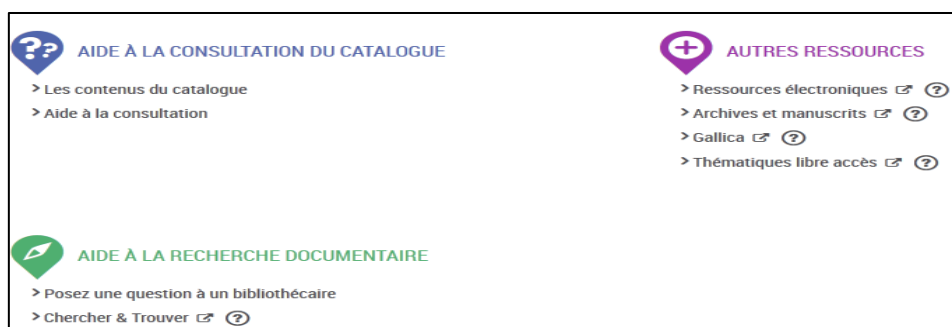 AIDE À LA CONSULTATION DU CATALOGUE
> Les contenus du catalogue
> Aide à la consultation
AUTRES RESSOURCES
> Ressources électroniques ?
> Archives et manuscrits ?
> Gallica ?
> Thématiques libre accès ?
AIDE À LA RECHERCHE DOCUMENTAIRE
> Posez une question à un bibliothécaire
> Chercher & Trouver ?